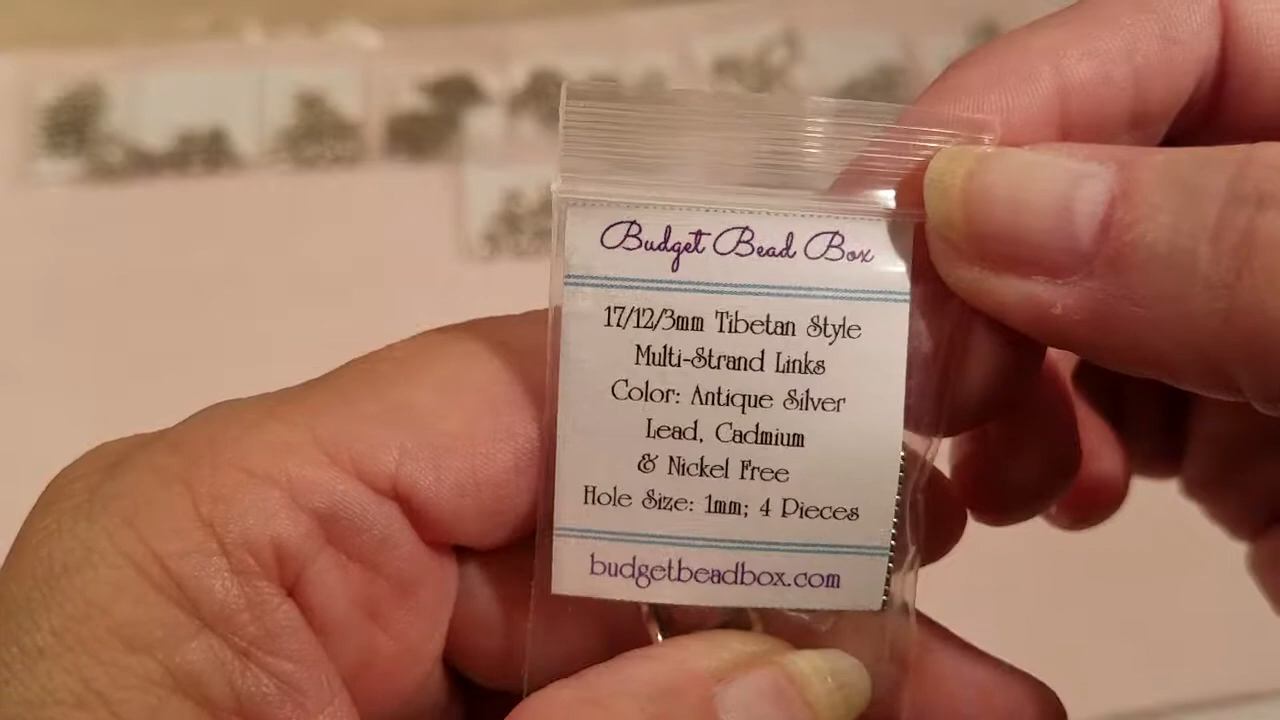 Budget Bead Box
17/12/3mm Tibetan Style
Multi-Strand Links
Color: Antique Silver
Lead, Cadmium
& Nickel Free
Hole Size: 1mm; 4 Pieces
budgetbeadbox.com